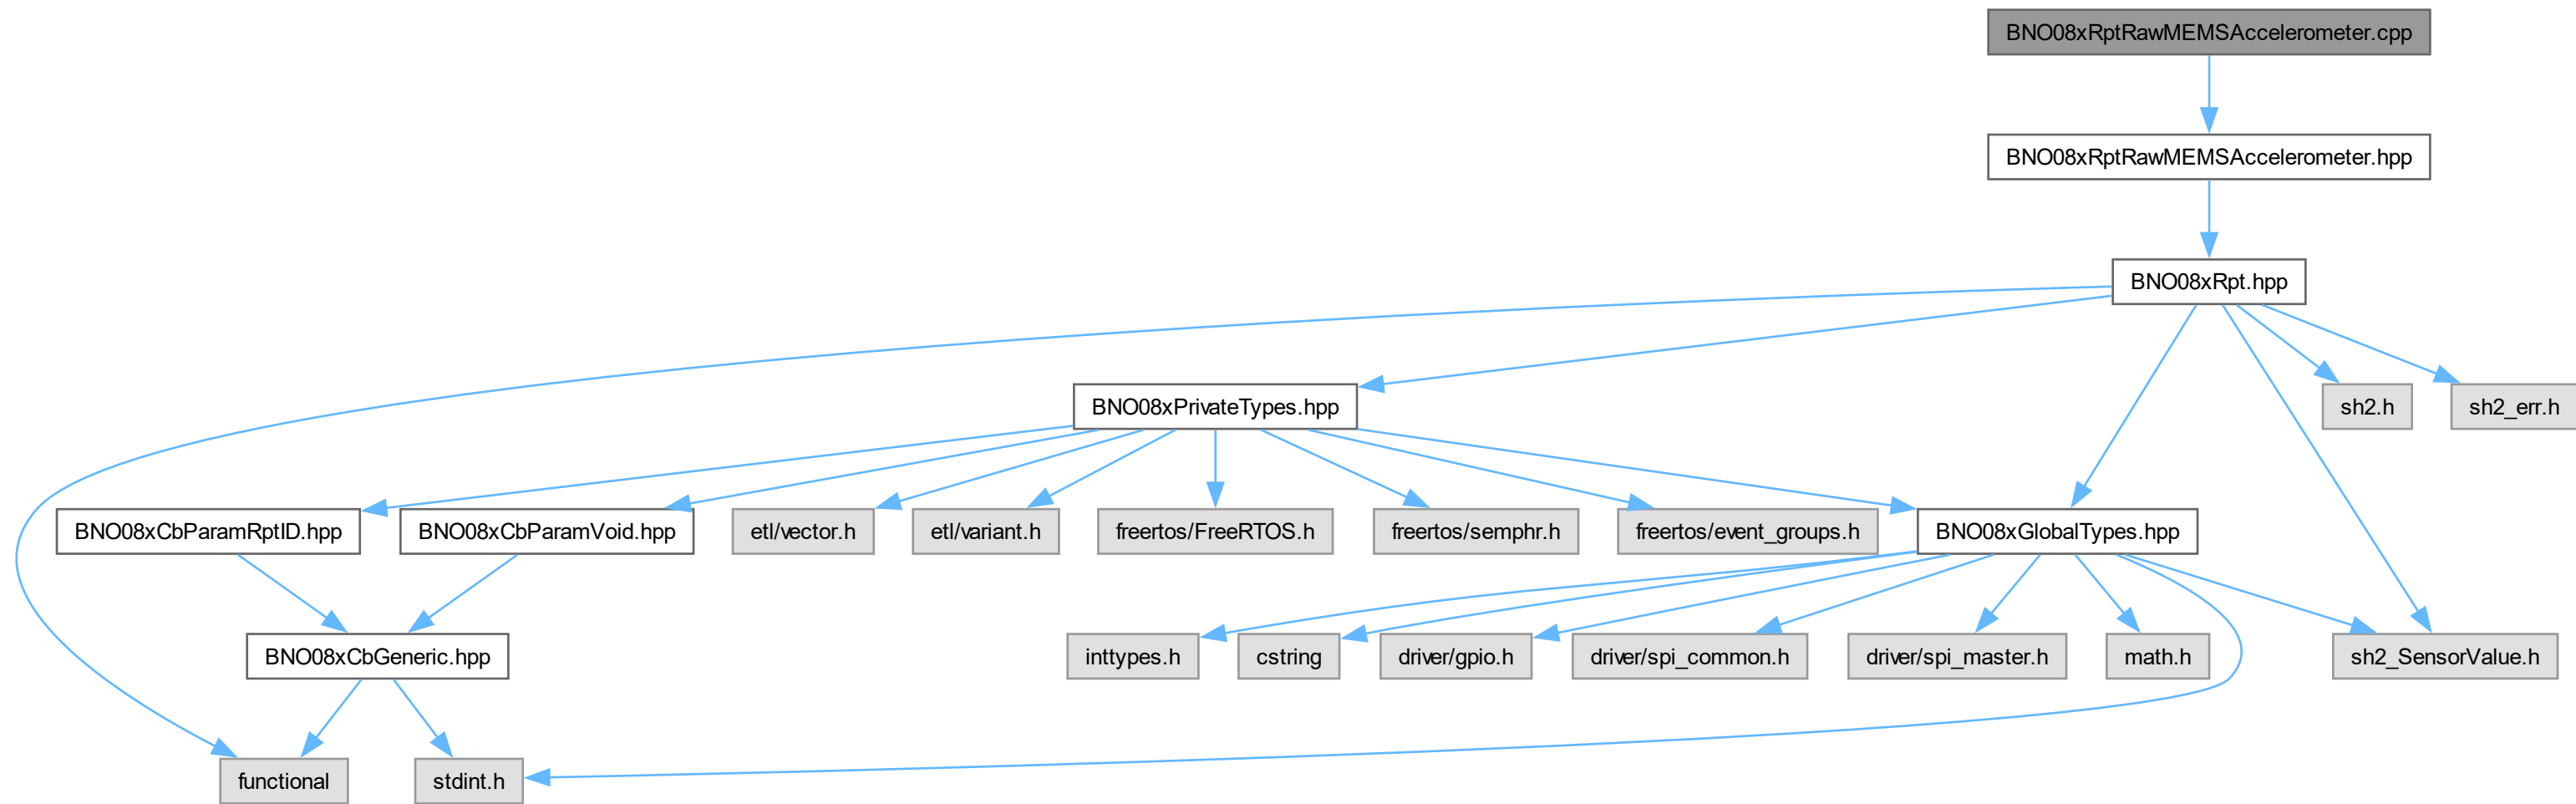 BNO08xRptRawMEMSAccelerometer.cpp
BNO08xRptRawMEMSAccelerometer.hpp
BNO08xRpt.hpp
BNO08xPrivateTypes.hpp
sh2.h
sh2_err.h
BNO08xCbParamRptID.hpp
BNO08xCbParamVoid.hpp
etl/vector.h
etl/variant.h
freertos/FreeRTOS.h
freertos/semphr.h
freertos/event_groups.h
BNO08xGlobalTypes.hpp
BNO08xCbGeneric.hpp
inttypes.h
cstring
driver/gpio.h
driver/spi_common.h
driver/spi_master.h
math.h
sh2_SensorValue.h
functional
stdint.h